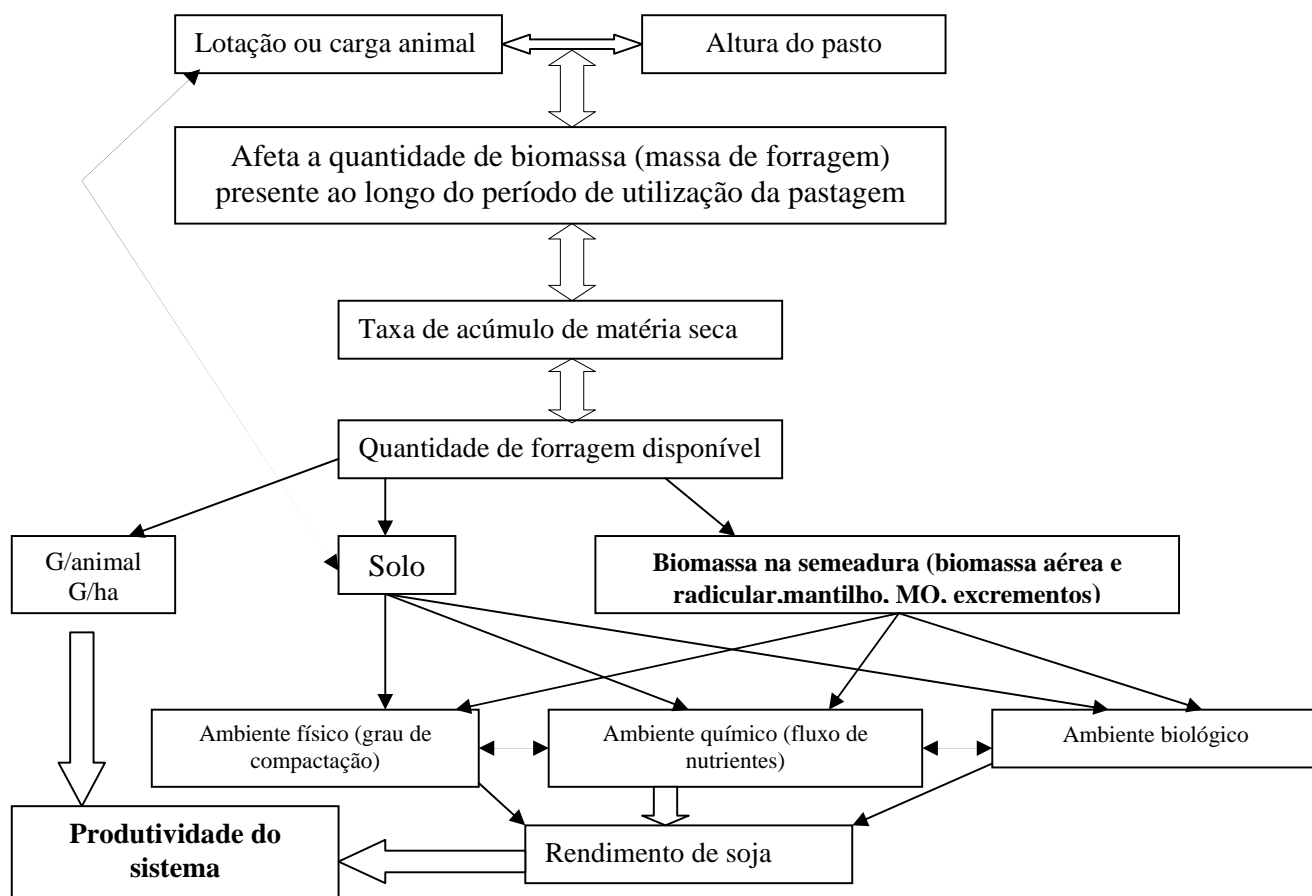 Lotação ou carga animal
Altura do pasto
Afeta a quantidade de biomassa (massa de forragem)
presente ao longo do período de utilização da pastagem
Taxa de acúmulo de matéria seca
Quantidade de forragem disponível
G/animal
G/ha
Solo
Biomassa na semeadura (biomassa aérea e
radicular,mantilho, MO, excrementos)
Ambiente físico (grau de
compactação)
Ambiente químico (fluxo de
nutrientes)
Ambiente biológico
Produtividade do
sistema
Rendimento de soja